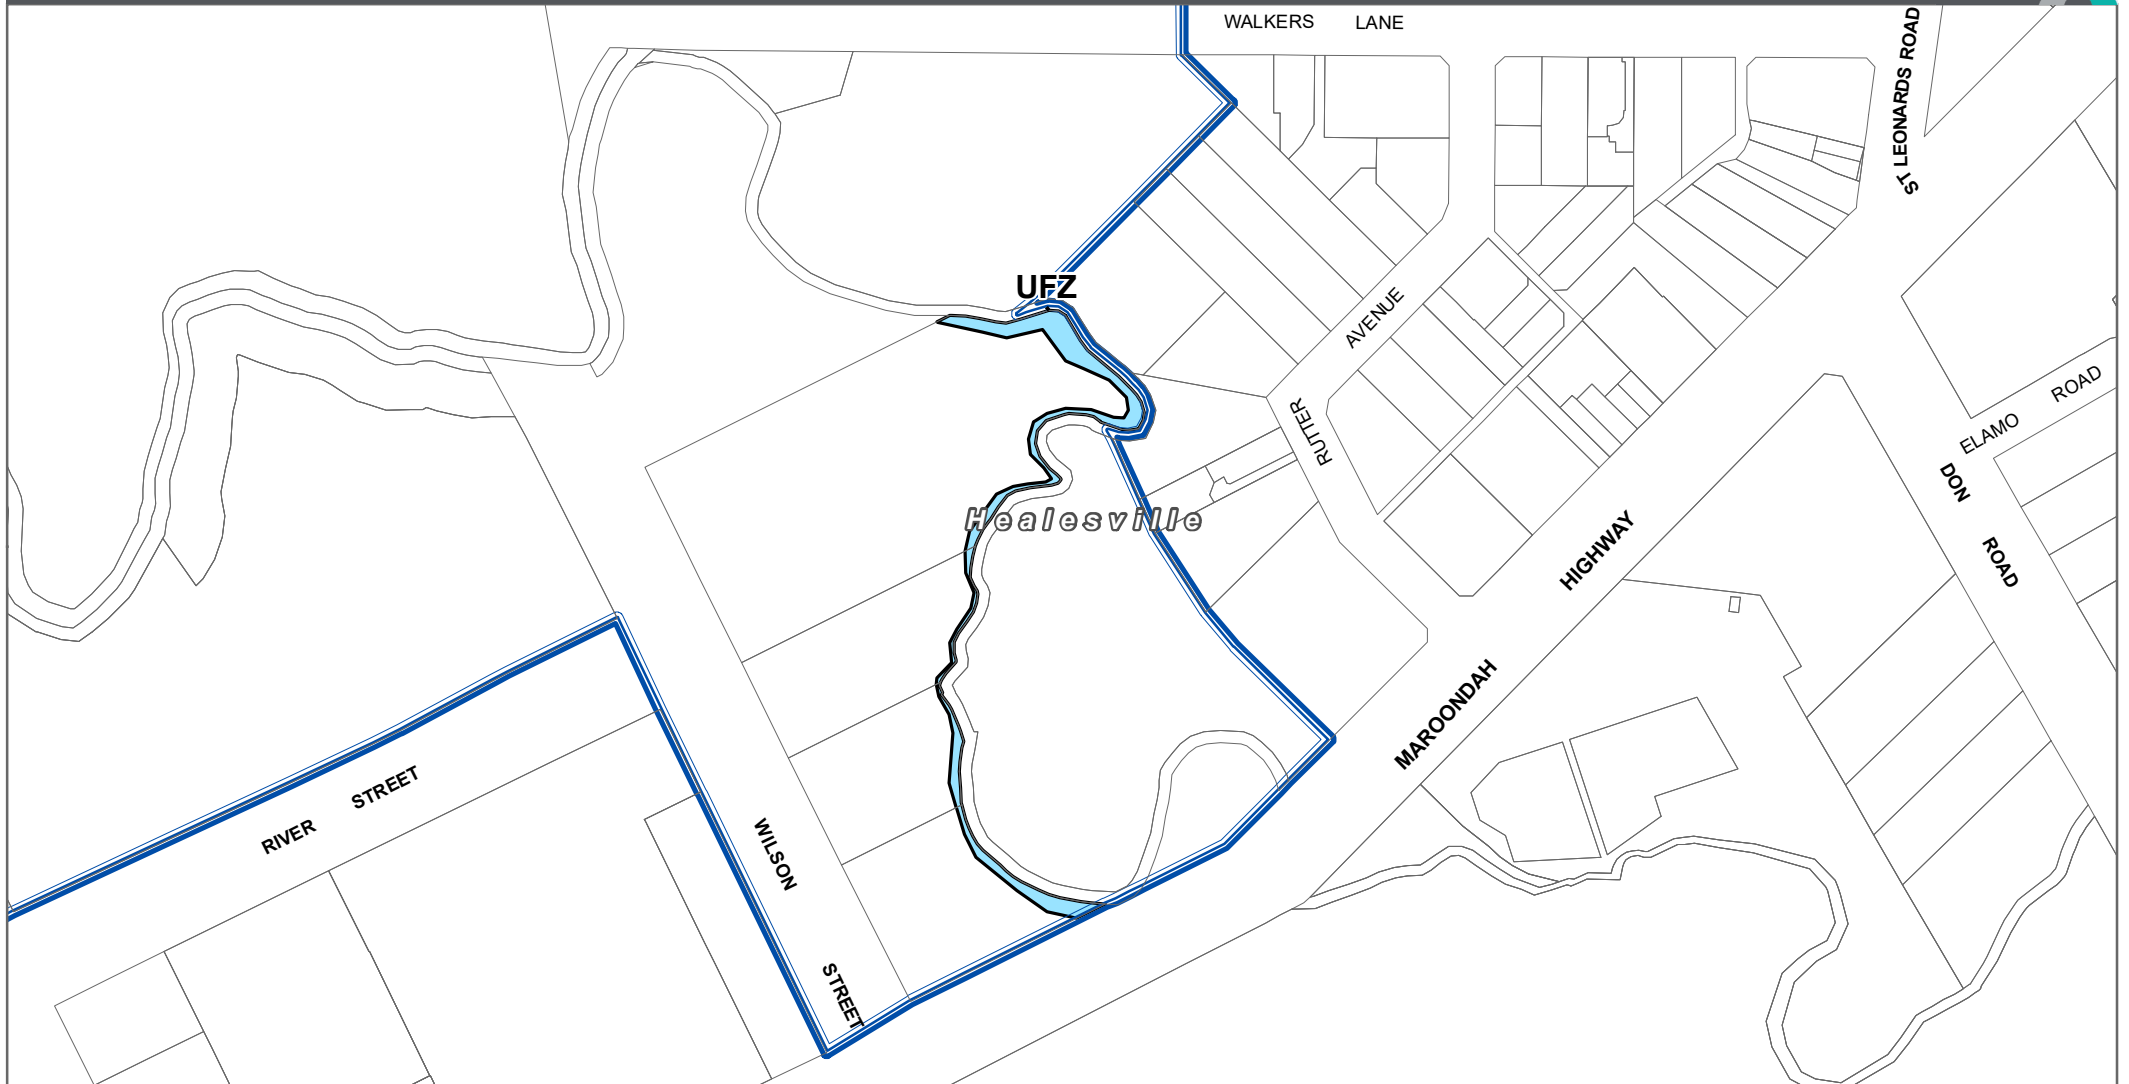 WALKERS LANE
ST LEONARDS ROAD
UFZ
AVENUE
RUTTER
ELAMO ROAD
DON ROAD
Healesville
MAROONDAH HIGHWAY
RIVER STREET
WILSON STREET